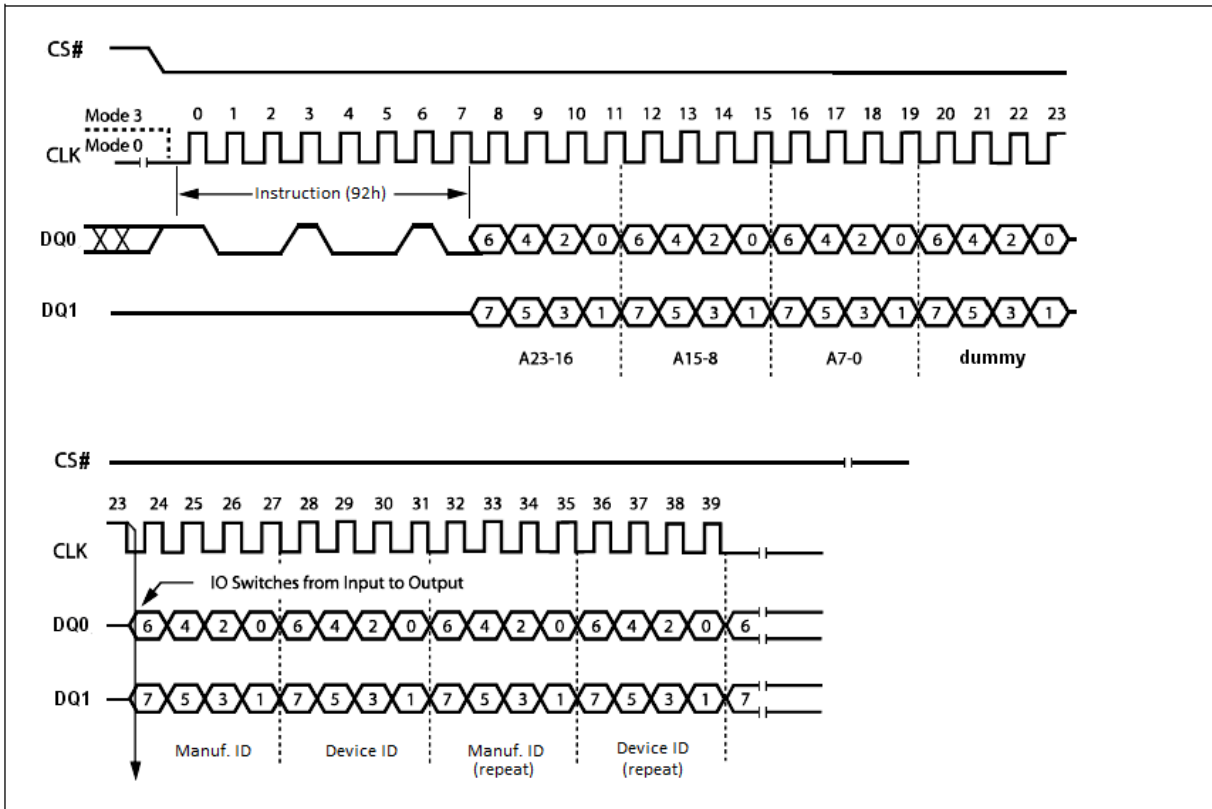 CS#
0 1 2 3 4 5 6 7 8 9 10 11 12 13 14 15 16 17 18 19 20 21 22 23
Mode 3
Mode 0
CLK
Instruction (92h)
DQ0 6 4 2 0 6 4 2 0 6 4 2 0 6 4 2 0
DQ1 7 5 3 1 7 5 3 1 7 5 3 1 7 5 3 1
A23-16 A15-8 A7-0 dummy
CS#
23 24 25 26 27 28 29 30 31 32 33 34 35 36 37 38 39
CLK
IO Switches from Input to Output
DQ0 6 4 2 0 6 4 2 0 6 4 2 0 6 4 2 0 6
DQ1 7 5 3 1 7 5 3 1 7 5 3 1 7 5 3 1 7
Manuf. ID Device ID Manuf. ID Device ID
(repeat) (repeat)